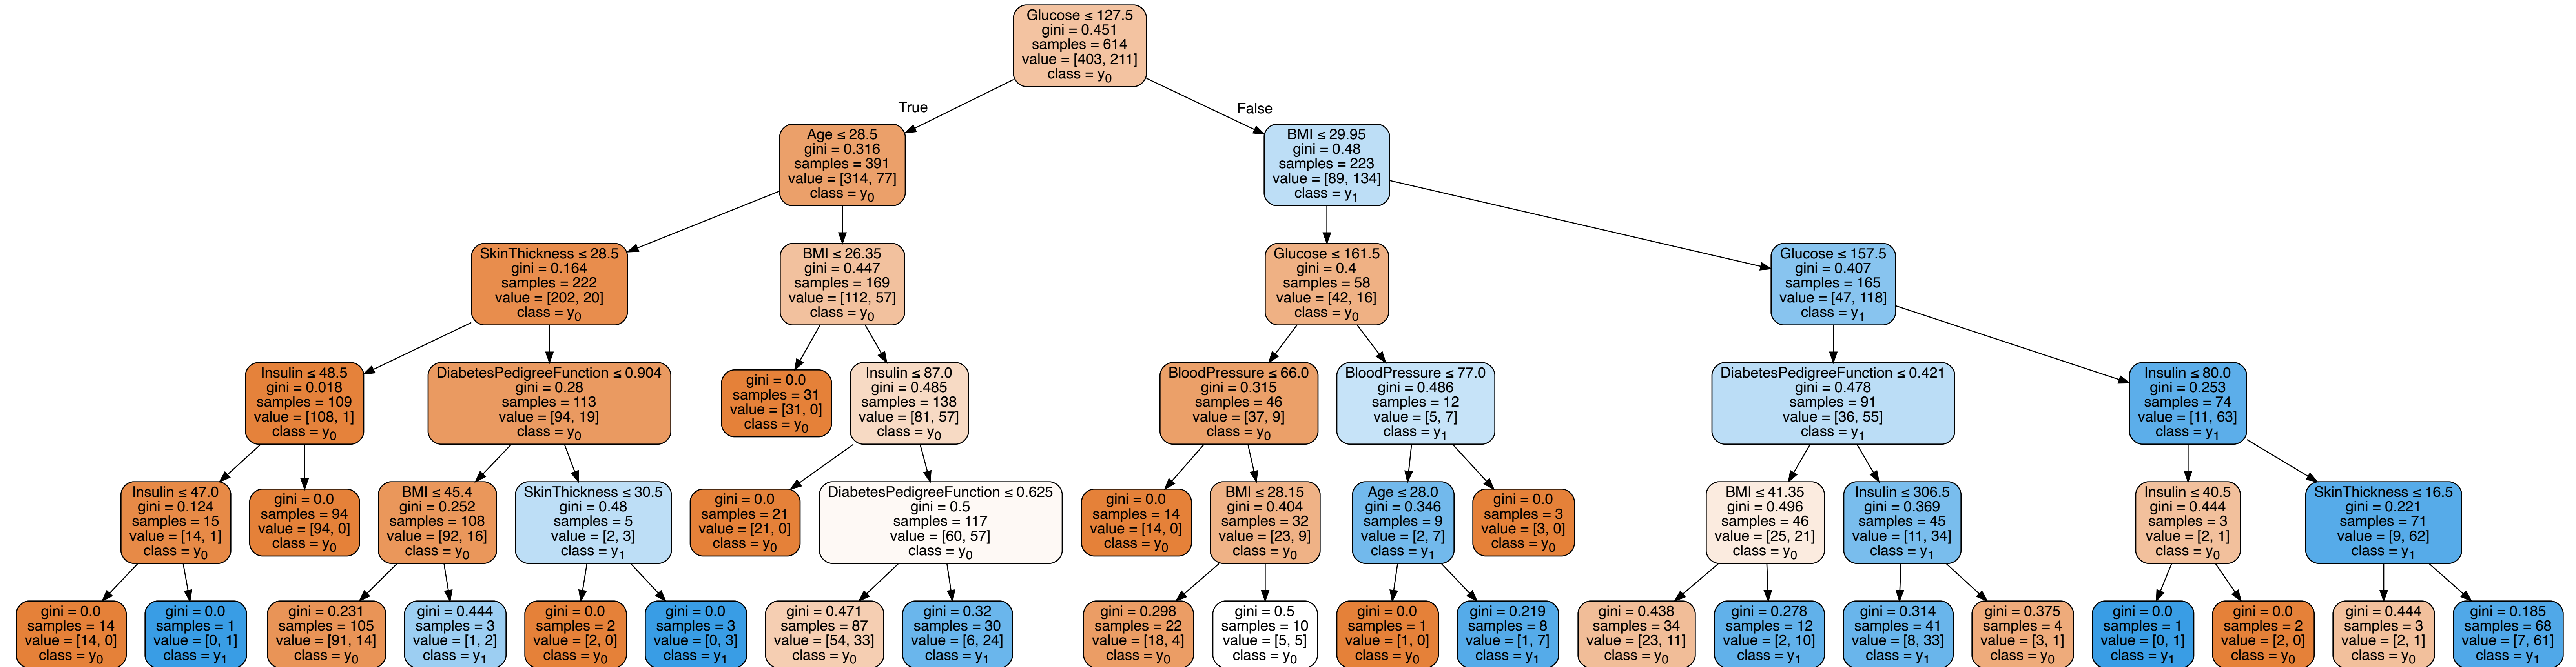 Glucose ≤ 127.5
gini = 0.451
samples = 614
value = [403, 211]
class = y0
True
False
Age ≤ 28.5
gini = 0.316
samples = 391
value = [314, 77]
class = y0
BMI ≤ 29.95
gini = 0.48
samples = 223
value = [89, 134]
class = y1
SkinThickness ≤ 28.5
gini = 0.164
samples = 222
value = [202, 20]
class = y0
BMI ≤ 26.35
gini = 0.447
samples = 169
value = [112, 57]
class = y0
Glucose ≤ 161.5
gini = 0.4
samples = 58
value = [42, 16]
class = y0
Glucose ≤ 157.5
gini = 0.407
samples = 165
value = [47, 118]
class = y1
Insulin ≤ 48.5
gini = 0.018
samples = 109
value = [108, 1]
class = y0
DiabetesPedigreeFunction ≤ 0.904
gini = 0.28
samples = 113
value = [94, 19]
class = y0
gini = 0.0
samples = 31
value = [31, 0]
class = y0
Insulin ≤ 87.0
gini = 0.485
samples = 138
value = [81, 57]
class = y0
BloodPressure ≤ 66.0
gini = 0.315
samples = 46
value = [37, 9]
class = y0
BloodPressure ≤ 77.0
gini = 0.486
samples = 12
value = [5, 7]
class = y1
DiabetesPedigreeFunction ≤ 0.421
gini = 0.478
samples = 91
value = [36, 55]
class = y1
Insulin ≤ 80.0
gini = 0.253
samples = 74
value = [11, 63]
class = y1
Insulin ≤ 47.0
gini = 0.124
samples = 15
value = [14, 1]
class = y0
gini = 0.0
samples = 94
value = [94, 0]
class = y0
BMI ≤ 45.4
gini = 0.252
samples = 108
value = [92, 16]
class = y0
SkinThickness ≤ 30.5
gini = 0.48
samples = 5
value = [2, 3]
class = y1
gini = 0.0
samples = 21
value = [21, 0]
class = y0
DiabetesPedigreeFunction ≤ 0.625
gini = 0.5
samples = 117
value = [60, 57]
class = y0
gini = 0.0
samples = 14
value = [14, 0]
class = y0
BMI ≤ 28.15
gini = 0.404
samples = 32
value = [23, 9]
class = y0
Age ≤ 28.0
gini = 0.346
samples = 9
value = [2, 7]
class = y1
gini = 0.0
samples = 3
value = [3, 0]
class = y0
BMI ≤ 41.35
gini = 0.496
samples = 46
value = [25, 21]
class = y0
Insulin ≤ 306.5
gini = 0.369
samples = 45
value = [11, 34]
class = y1
Insulin ≤ 40.5
gini = 0.444
samples = 3
value = [2, 1]
class = y0
SkinThickness ≤ 16.5
gini = 0.221
samples = 71
value = [9, 62]
class = y1
gini = 0.0
samples = 14
value = [14, 0]
class = y0
gini = 0.0
samples = 1
value = [0, 1]
class = y1
gini = 0.231
samples = 105
value = [91, 14]
class = y0
gini = 0.444
samples = 3
value = [1, 2]
class = y1
gini = 0.0
samples = 2
value = [2, 0]
class = y0
gini = 0.0
samples = 3
value = [0, 3]
class = y1
gini = 0.471
samples = 87
value = [54, 33]
class = y0
gini = 0.32
samples = 30
value = [6, 24]
class = y1
gini = 0.298
samples = 22
value = [18, 4]
class = y0
gini = 0.5
samples = 10
value = [5, 5]
class = y0
gini = 0.0
samples = 1
value = [1, 0]
class = y0
gini = 0.219
samples = 8
value = [1, 7]
class = y1
gini = 0.438
samples = 34
value = [23, 11]
class = y0
gini = 0.278
samples = 12
value = [2, 10]
class = y1
gini = 0.314
samples = 41
value = [8, 33]
class = y1
gini = 0.375
samples = 4
value = [3, 1]
class = y0
gini = 0.0
samples = 1
value = [0, 1]
class = y1
gini = 0.0
samples = 2
value = [2, 0]
class = y0
gini = 0.444
samples = 3
value = [2, 1]
class = y0
gini = 0.185
samples = 68
value = [7, 61]
class = y1